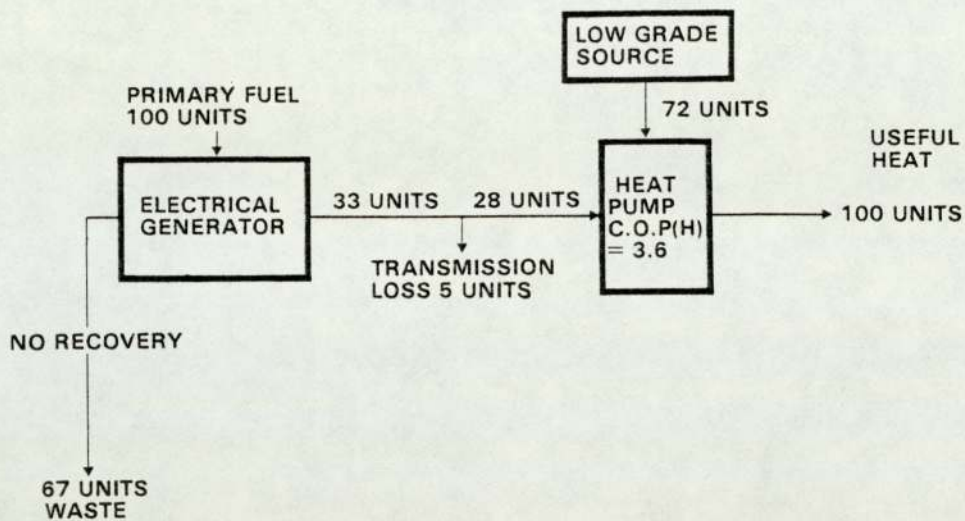 LOW GRADE
SOURCE
PRIMARY FUEL
100 UNITS
72 UNITS
USEFUL
HEAT
ELECTRICAL
GENERATOR
33 UNITS
28 UNITS
HEAT
PUMP
C.O.P(H)
= 3.6
100 UNITS
TRANSMISSION
LOSS 5 UNITS
NO RECOVERY
67 UNITS
WASTE